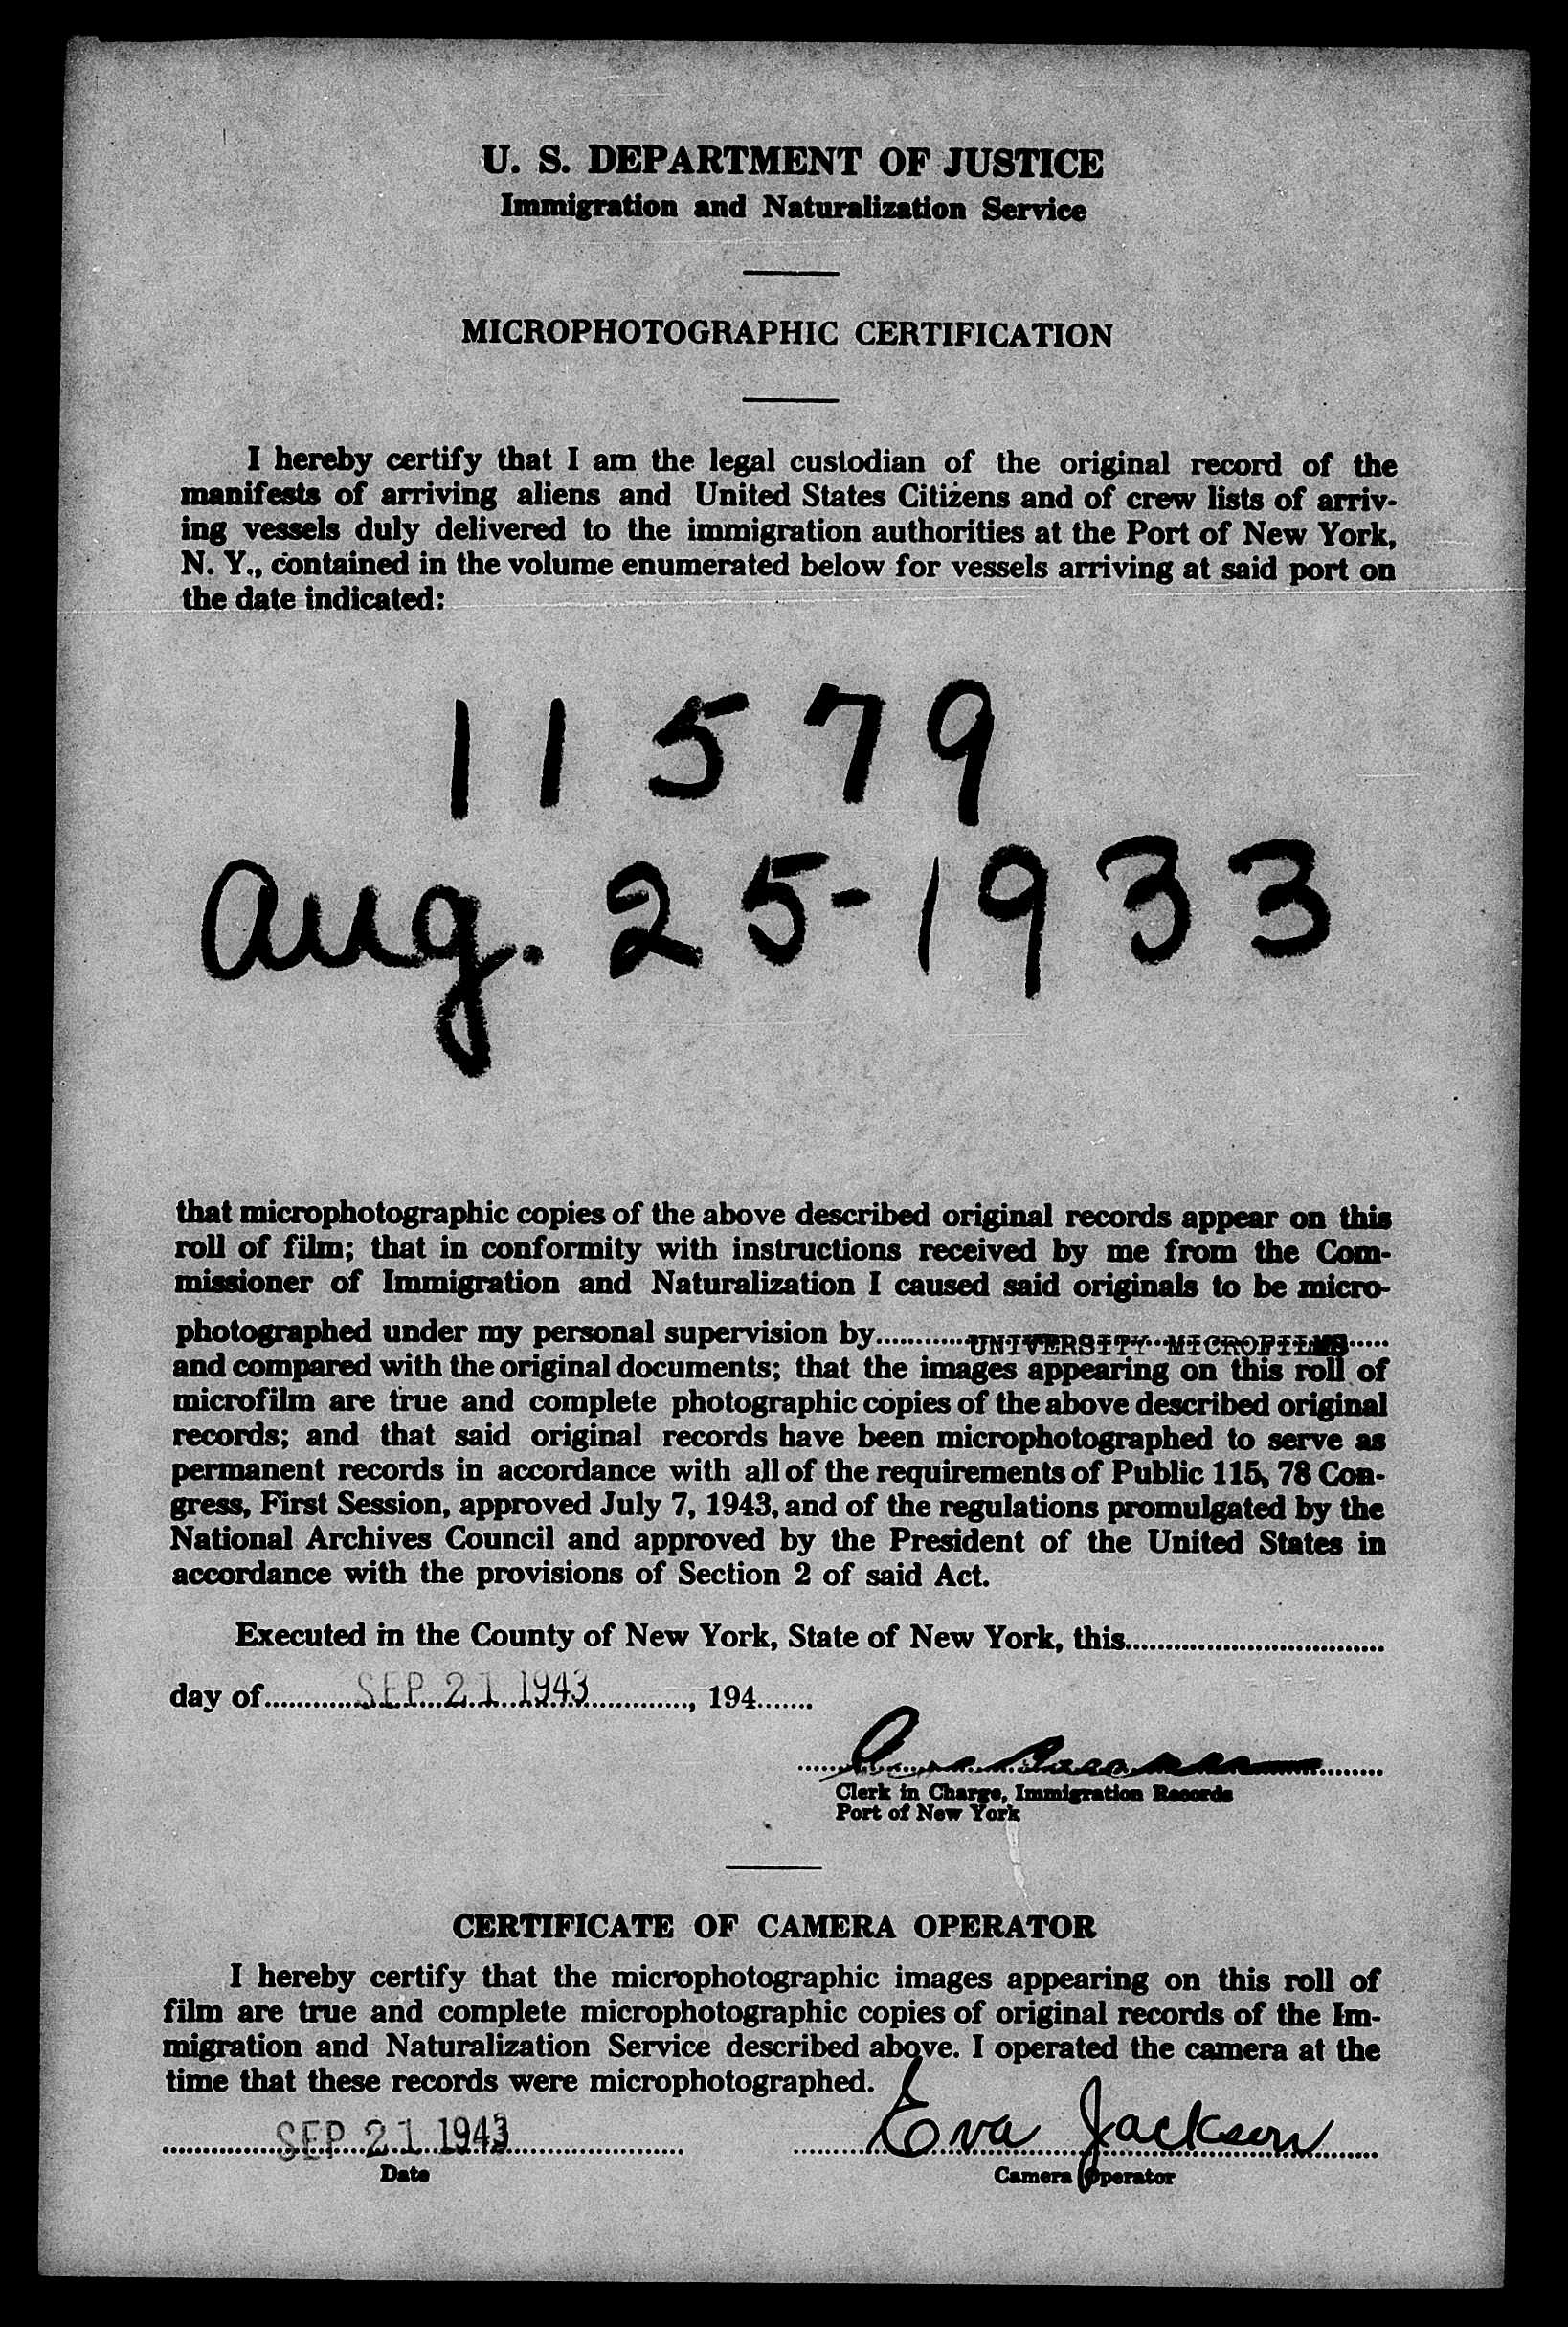 U. S. DEPARTMENT OF JUSTICE
Immigration and Naturalization Service
MICROPHOTOGRAPHIC CERTIFICATION
I hereby certify that I am the legal custodian of the original record of the
manifests of arriving aliens and United States Citizens and of crew lists of arriv-
ing vessels duly delivered to the immigration authorities at the Port of New York,
N. Y., contained in the volume enumerated below for vessels arriving at said port on
the date indicated:
11579
Aug. 25-1933
that microphotographic copies of the above described original records appear on this
roll of film; that in conformity with instructions received by me from the Com-
missioner of Immigration and Naturalization I caused said originals to be micro-
photographed under my personal supervision by UNIVERSITY MICROFILMS
and compared with the original documents; that the images appearing on this roll of
microfilm are true and complete photographic copies of the above described original
records; and that said original records have been microphotographed to serve as
permanent records in accordance with all of the requirements of Public 115, 78 Con-
gress, First Session, approved July 7, 1943, and of the regulations promulgated by the
National Archives Council and approved by the President of the United States in
accordance with the provisions of Section 2 of said Act.
Executed in the County of New York, State of New York, this
day of SEP 21 1943, 194
Clerk in Charge, Immigration Records
Port of New York
CERTIFICATE OF CAMERA OPERATOR
I hereby certify that the microphotographic images appearing on this roll of
film are true and complete microphotographic copies of original records of the Im-
migration and Naturalization Service described above. I operated the camera at the
time that these records were microphotographed.
SEP 21 1943 Eva Jackson
Date Camera Operator